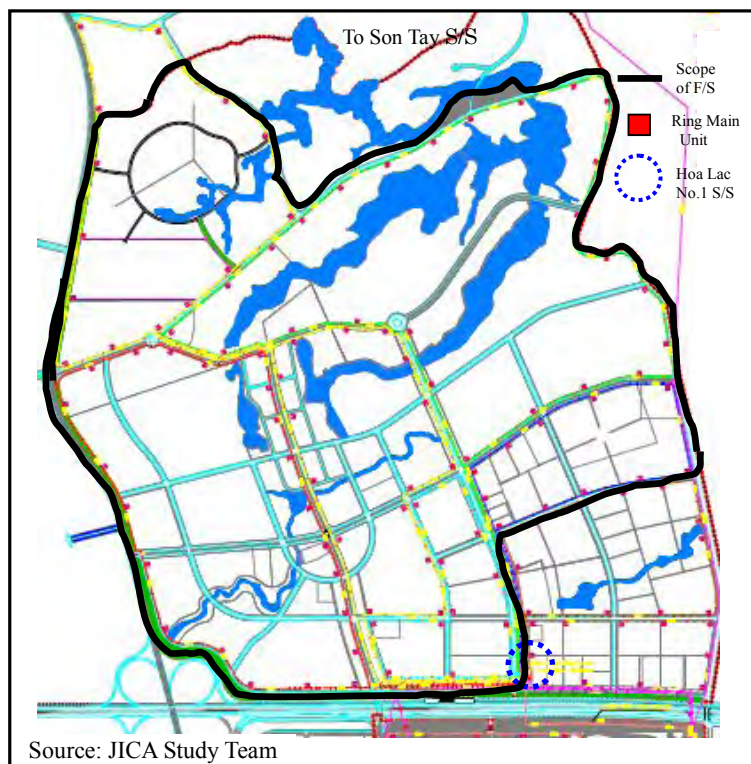 To Son Tay S/S
Scope
of F/S
Ring Main
Unit
Hoa Lac
No.1 S/S
Source: JICA Study Team